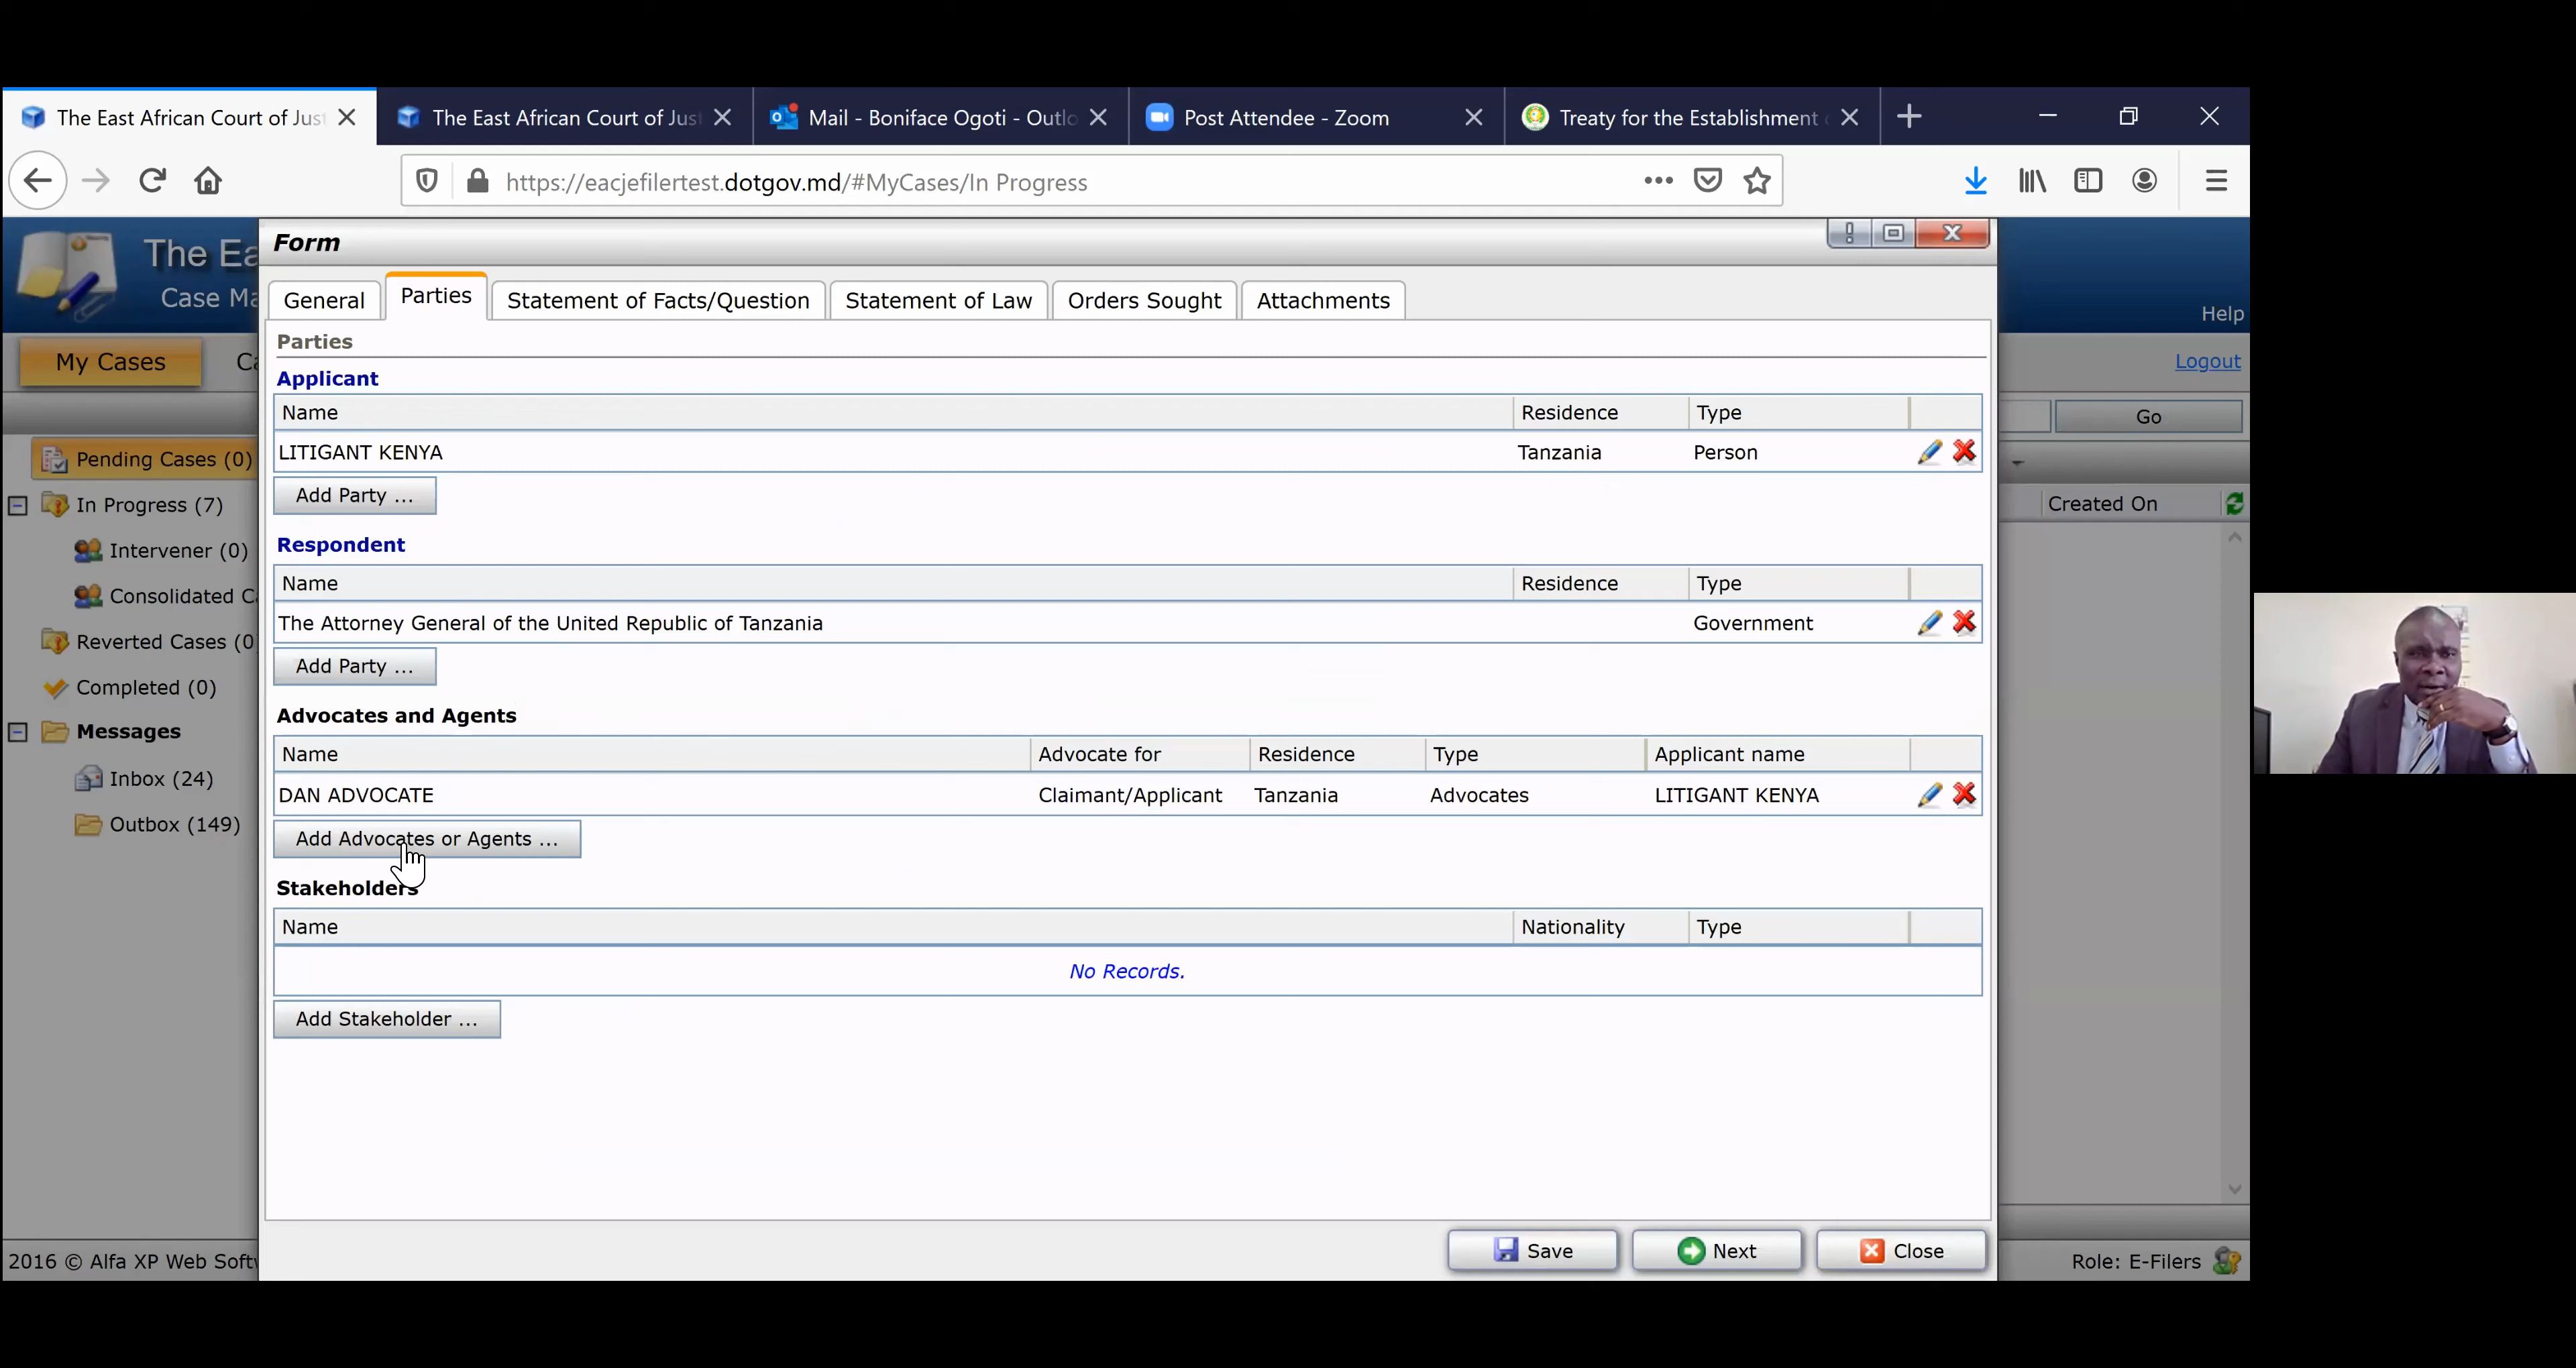 The East African Court of Jus
The East African Court of Jus
Mail - Boniface Ogoti - Outlo
Post Attendee - Zoom
Treaty for the Establishment
https://eacjefilertest.dotgov.md/#MyCases/In Progress
The Ea
Case Ma
Help
Form
General
Parties
Statement of Facts/Question
Statement of Law
Orders Sought
Attachments
My Cases
Ca
Logout
Go
Pending Cases (0)
In Progress (7)
Intervener (0)
Consolidated Ca
Reverted Cases (0)
Completed (0)
Messages
Inbox (24)
Outbox (149)
Created On
Parties
Applicant
Name Residence Type
LITIGANT KENYA Tanzania Person
Add Party ...
Respondent
Name Residence Type
The Attorney General of the United Republic of Tanzania Government
Add Party ...
Advocates and Agents
Name Advocate for Residence Type Applicant name
DAN ADVOCATE Claimant/Applicant Tanzania Advocates LITIGANT KENYA
Add Advocates or Agents ...
Stakeholders
Name Nationality Type
No Records.
Add Stakeholder ...
Save
Next
Close
2016 © Alfa XP Web Softw
Role: E-Filers